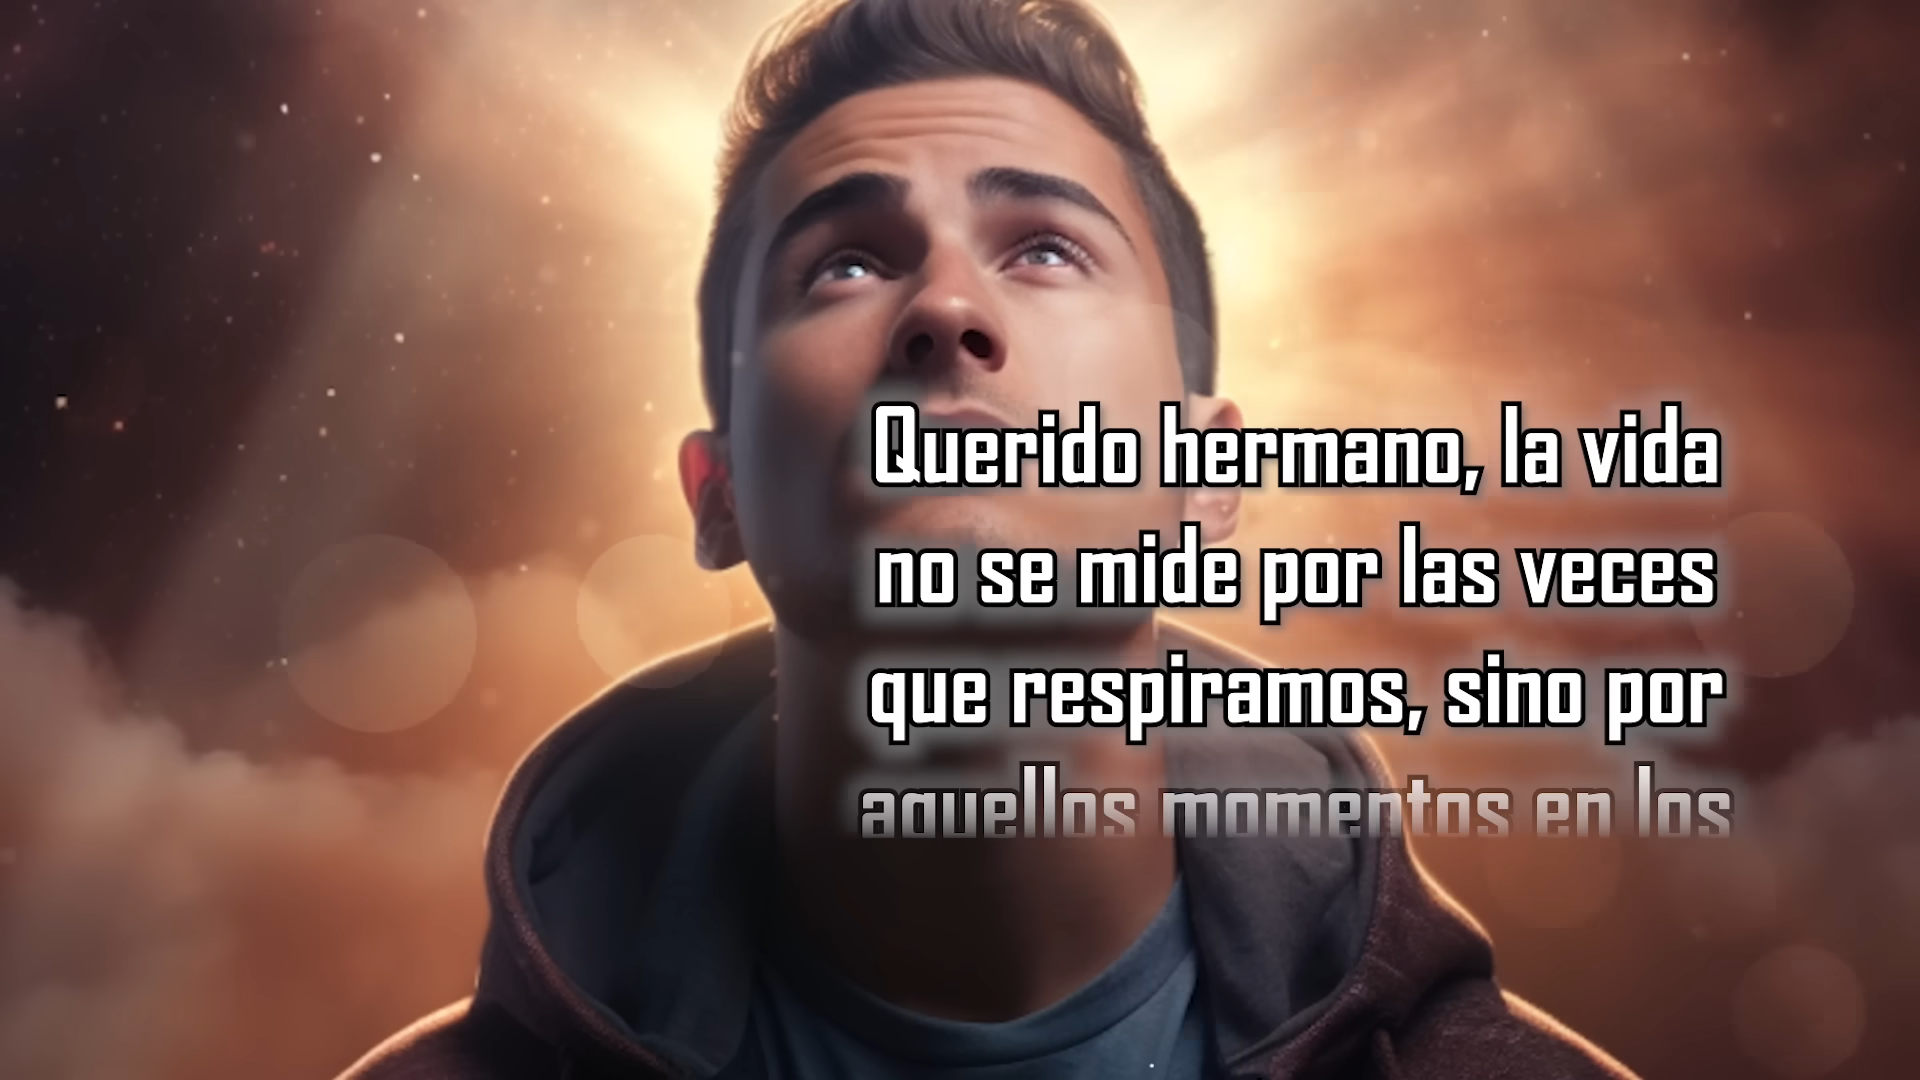 Querido hermano, la vida
no se mide por las veces
que respiramos, sino por
aquellos momentos en los